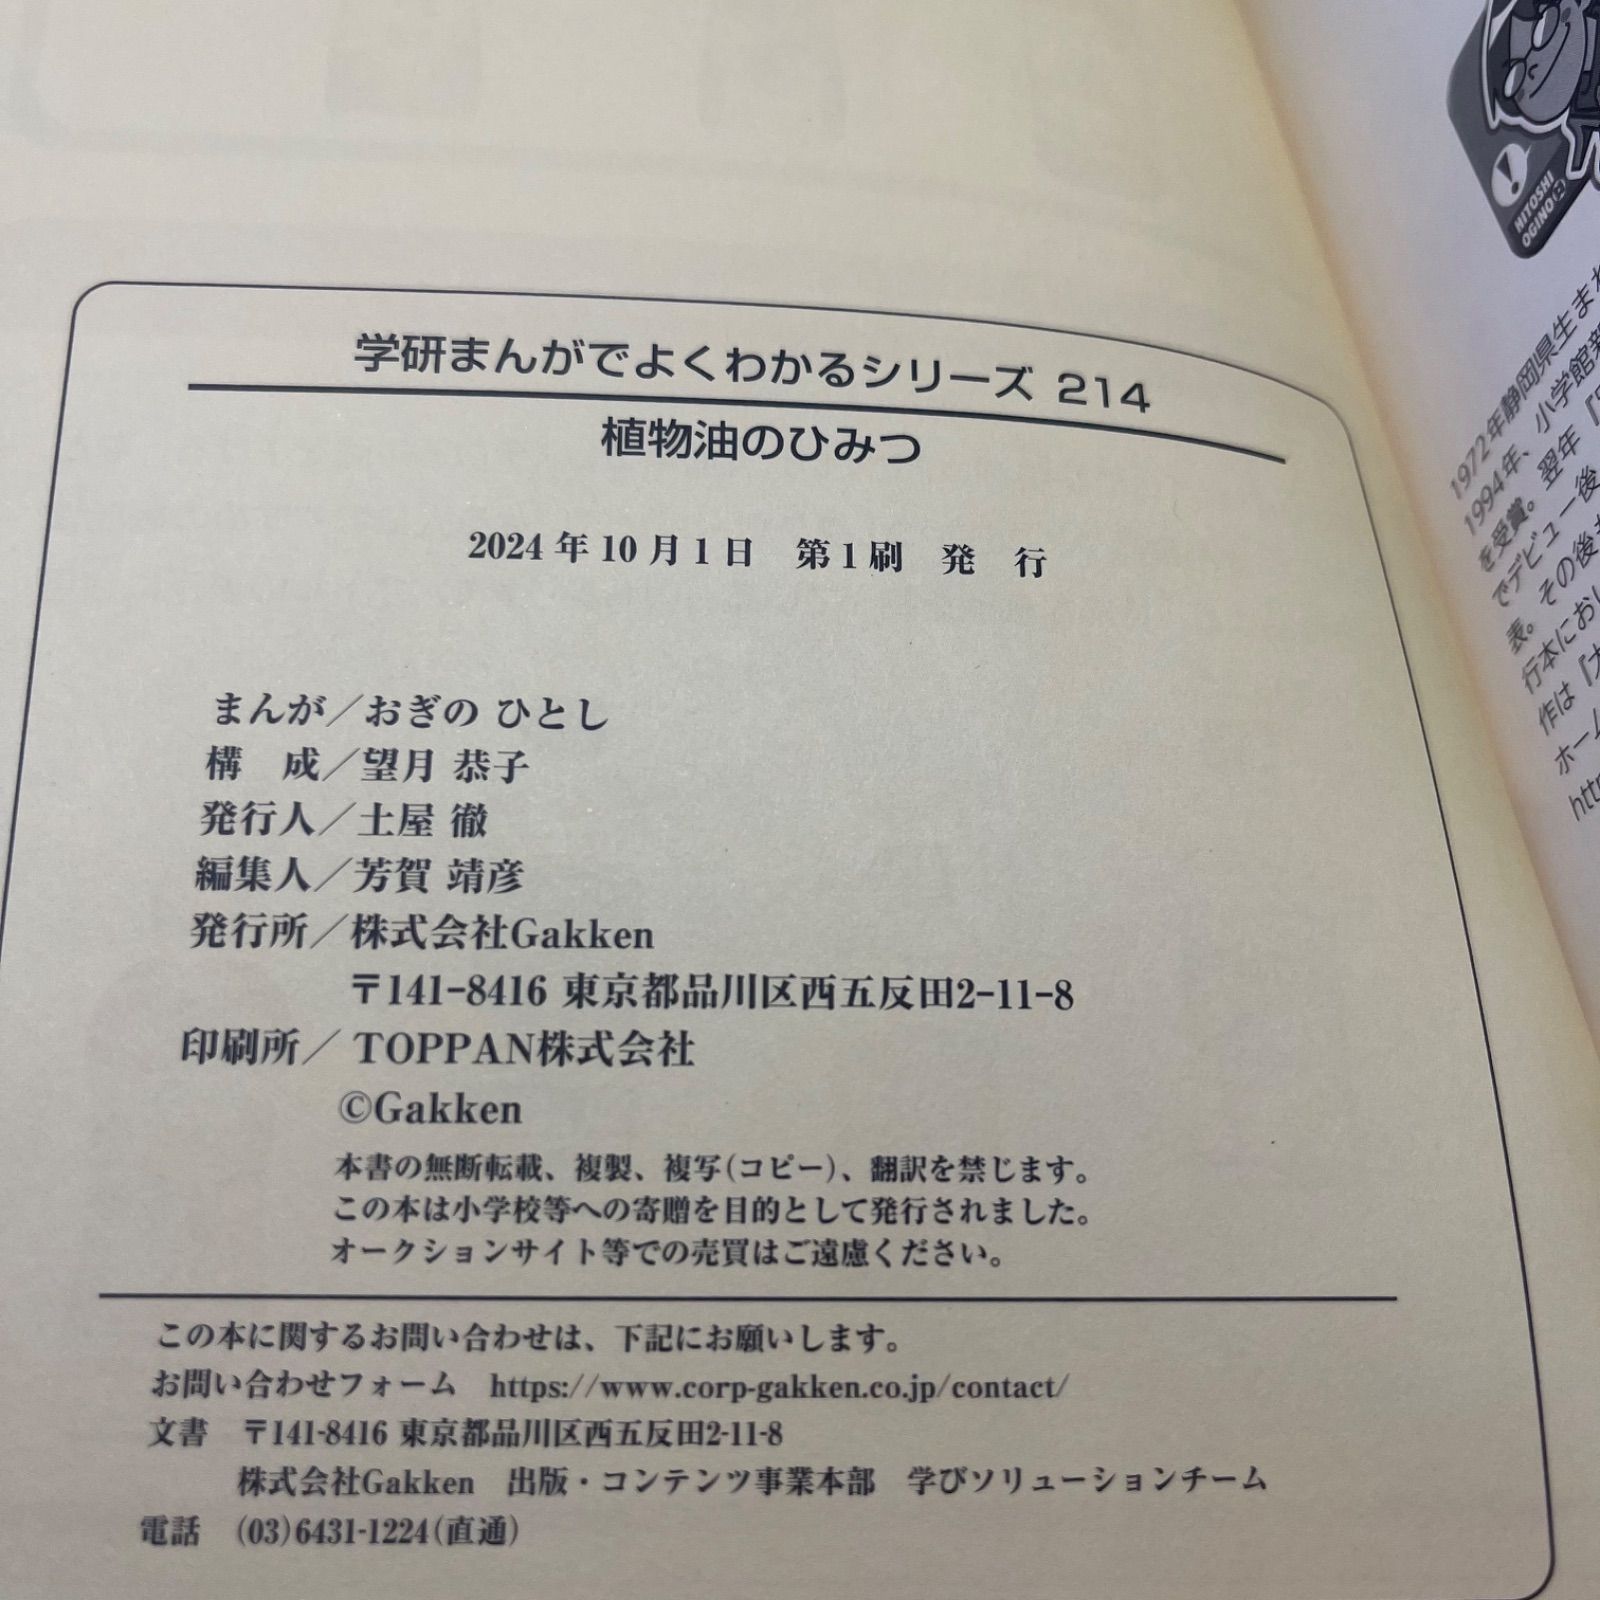 学研まんがでよくわかるシリーズ 214
植物油のひみつ
2024年10月1日　第1刷　発　行
まんが／おぎの ひとし
構　成／望月 恭子
発行人／土屋 徹
編集人／芳賀 靖彦
発行所／株式会社Gakken
〒141-8416 東京都品川区西五反田2-11-8
印刷所／TOPPAN株式会社
©Gakken
本書の無断転載、複製、複写(コピー)、翻訳を禁じます。
この本は小学校等への寄贈を目的として発行されました。
オークションサイト等での売買はご遠慮ください。
この本に関するお問い合わせは、下記にお願いします。
お問い合わせフォーム　https://www.corp-gakken.co.jp/contact/
文書　〒141-8416 東京都品川区西五反田2-11-8
株式会社Gakken　出版・コンテンツ事業本部　学びソリューションチーム
電話　(03)6431-1224(直通)
HITOSHI
OGINO
1972年静岡県生まれ
1994年、小学館新
を受賞。翌年『
でデビュー後
表。その後
行本にお
作は『
ホーム
htt